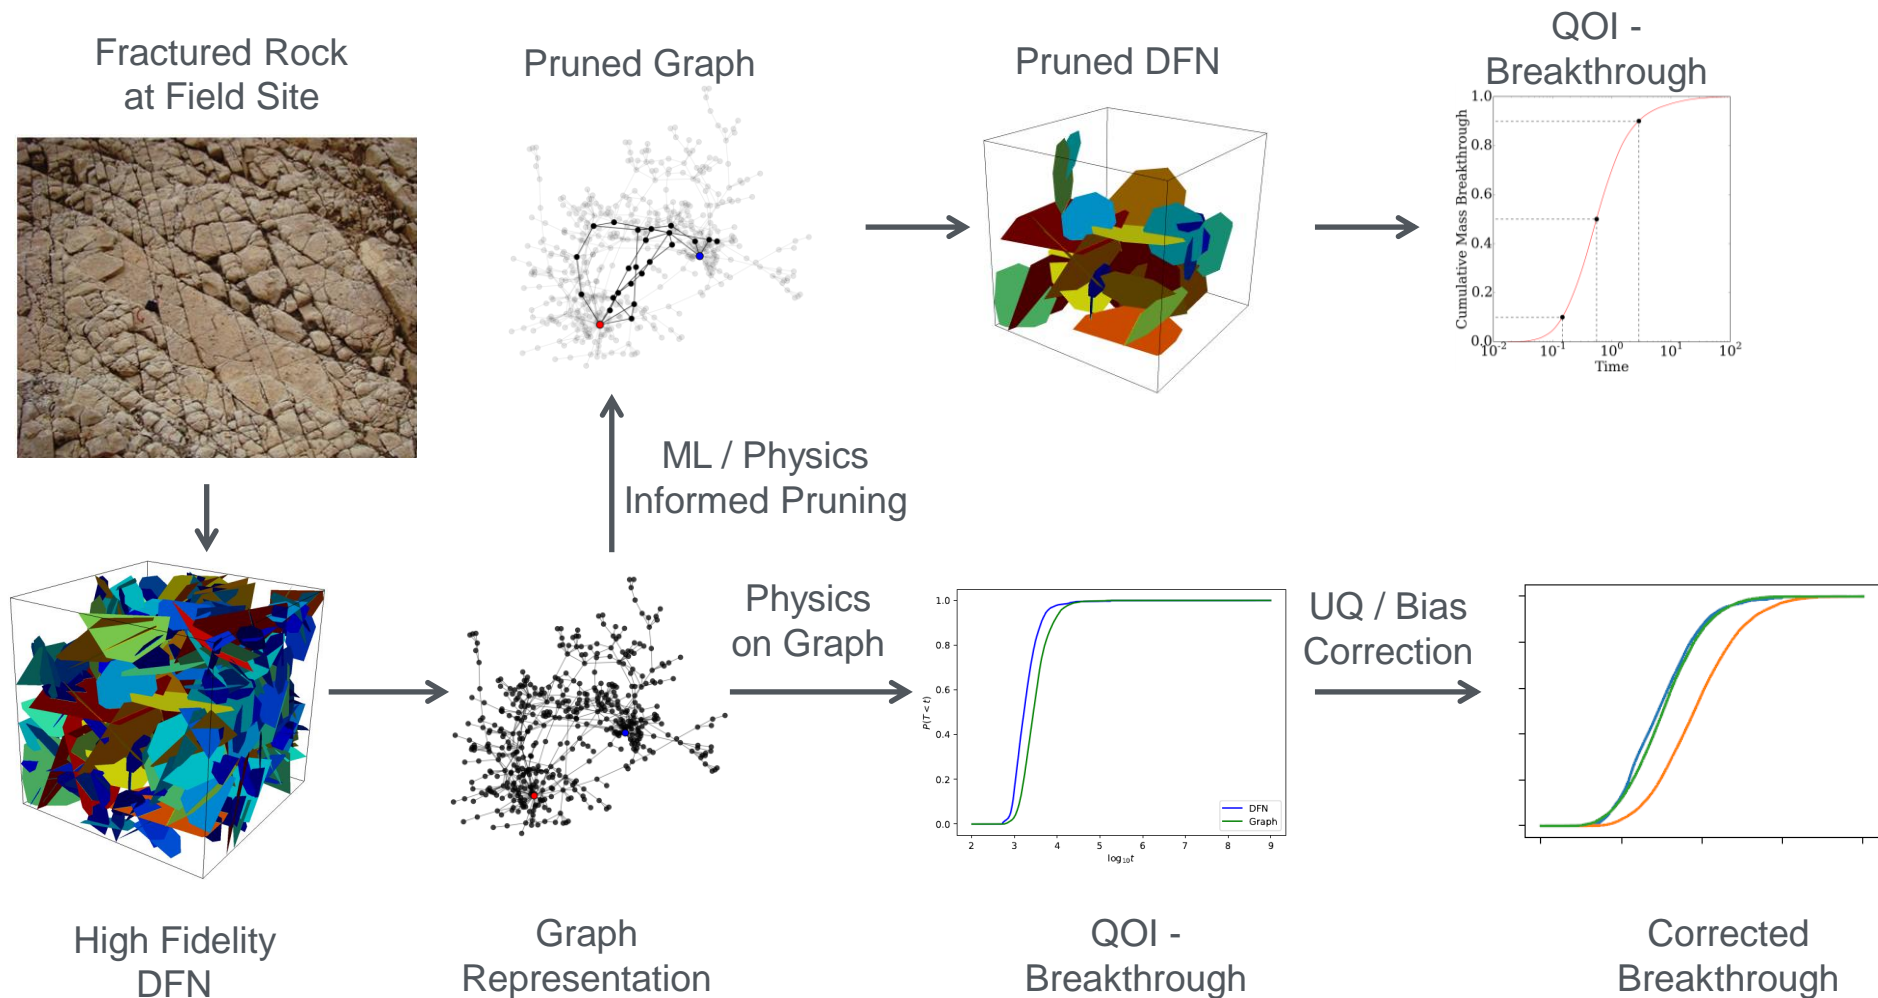 Fractured Rock
at Field Site
Pruned Graph
Pruned DFN
QOI -
Breakthrough
Cumulative Mass Breakthrough
1.0
0.8
0.6
0.4
0.2
0.0
10⁻²
10⁻¹
10⁰
10¹
10²
Time
ML / Physics
Informed Pruning
High Fidelity
DFN
Graph
Representation
Physics
on Graph
P(T < t)
1.0
0.8
0.6
0.4
0.2
0.0
2
3
4
5
6
7
8
9
log₁₀t
DFN
Graph
QOI -
Breakthrough
UQ / Bias
Correction
Corrected
Breakthrough